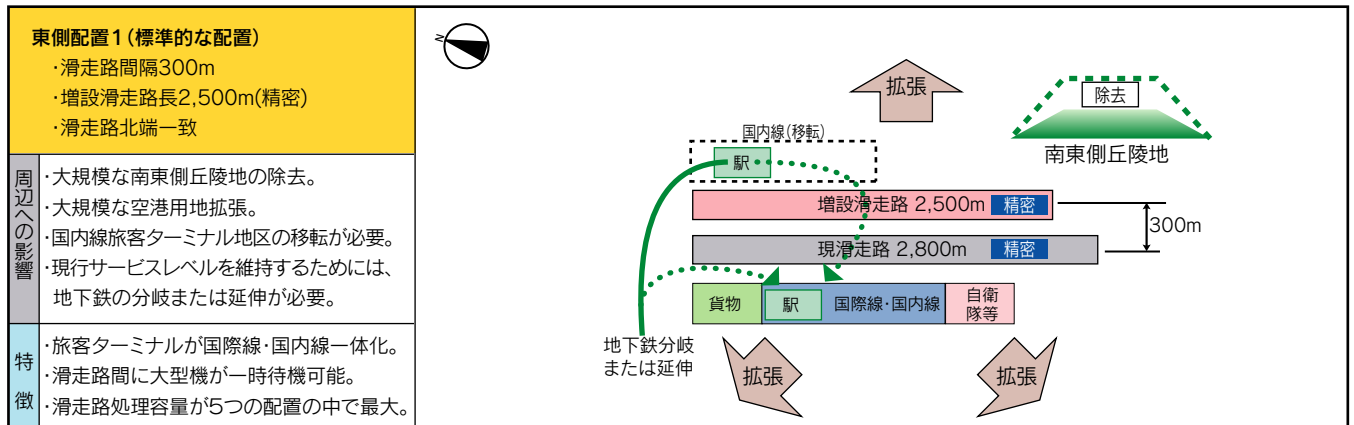 東側配置1(標準的な配置)
・滑走路間隔300m
・増設滑走路長2,500m(精密)
・滑走路北端一致
周辺への影響
・大規模な南東側丘陵地の除去。
・大規模な空港用地拡張。
・国内線旅客ターミナル地区の移転が必要。
・現行サービスレベルを維持するためには、
地下鉄の分岐または延伸が必要。
特徴
・旅客ターミナルが国際線・国内線一体化。
・滑走路間に大型機が一時待機可能。
・滑走路処理容量が5つの配置の中で最大。
N
拡張
除去
南東側丘陵地
国内線(移転)
駅
増設滑走路 2,500m 精密
300m
現滑走路 2,800m 精密
貨物
駅
国際線・国内線
自衛
隊等
地下鉄分岐
または延伸
拡張
拡張